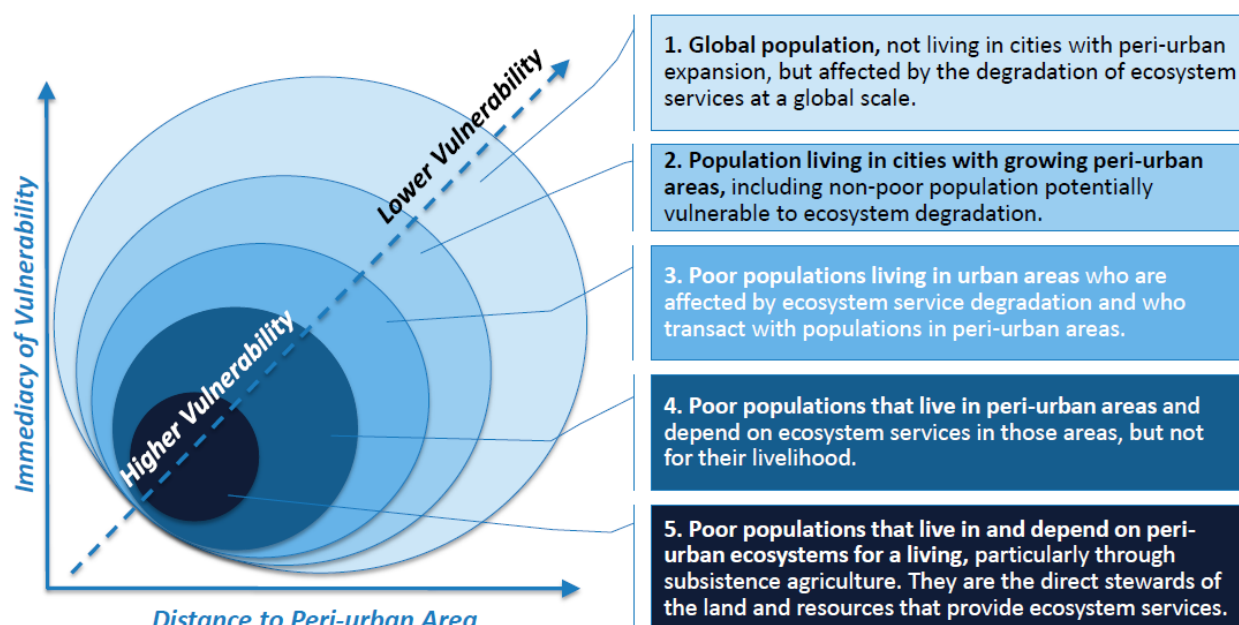 1. Global population, not living in cities with peri-urban
expansion, but affected by the degradation of ecosystem
services at a global scale.
2. Population living in cities with growing peri-urban
areas, including non-poor population potentially
vulnerable to ecosystem degradation.
3. Poor populations living in urban areas who are
affected by ecosystem service degradation and who
transact with populations in peri-urban areas.
4. Poor populations that live in peri-urban areas and
depend on ecosystem services in those areas, but not
for their livelihood.
5. Poor populations that live in and depend on peri-
urban ecosystems for a living, particularly through
subsistence agriculture. They are the direct stewards of
the land and resources that provide ecosystem services.
Immediacy of Vulnerability
Lower Vulnerability
Higher Vulnerability
Distance to Peri-urban Area